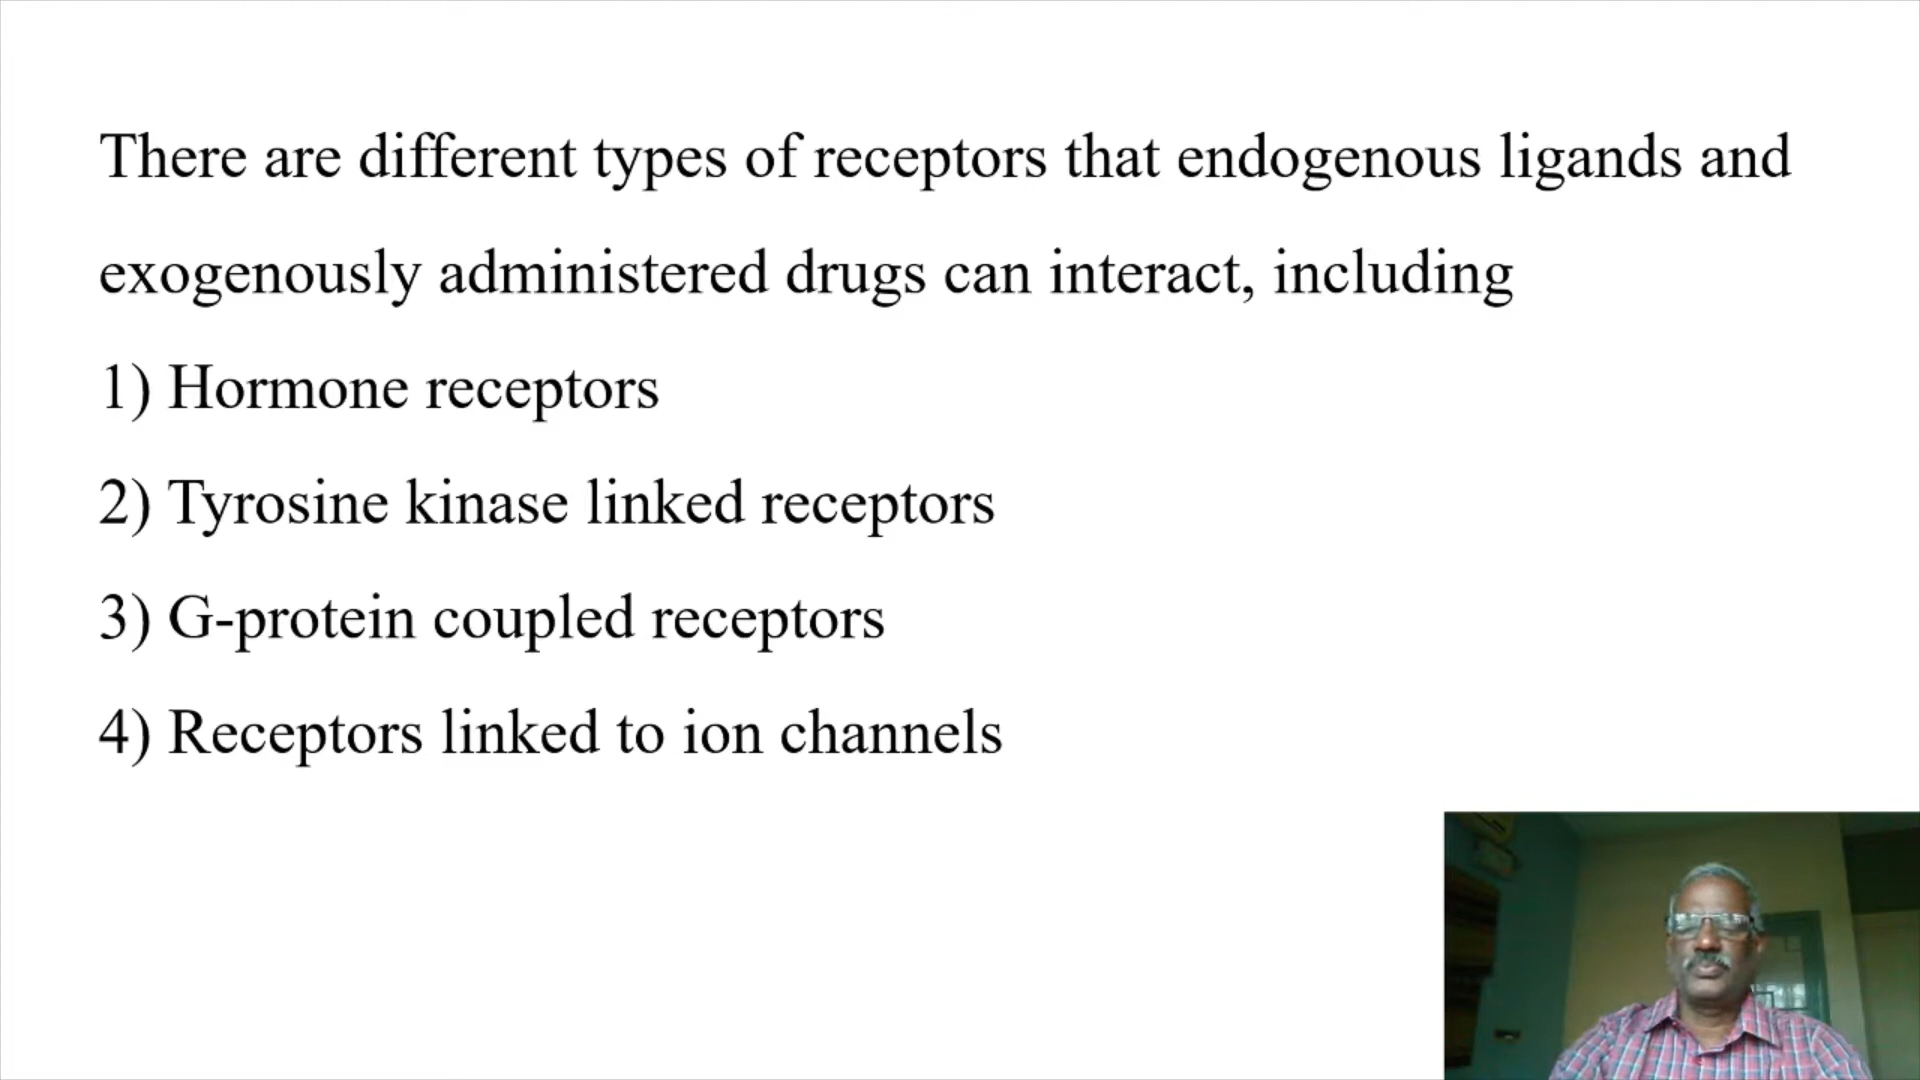 There are different types of receptors that endogenous ligands and
exogenously administered drugs can interact, including
1) Hormone receptors
2) Tyrosine kinase linked receptors
3) G-protein coupled receptors
4) Receptors linked to ion channels